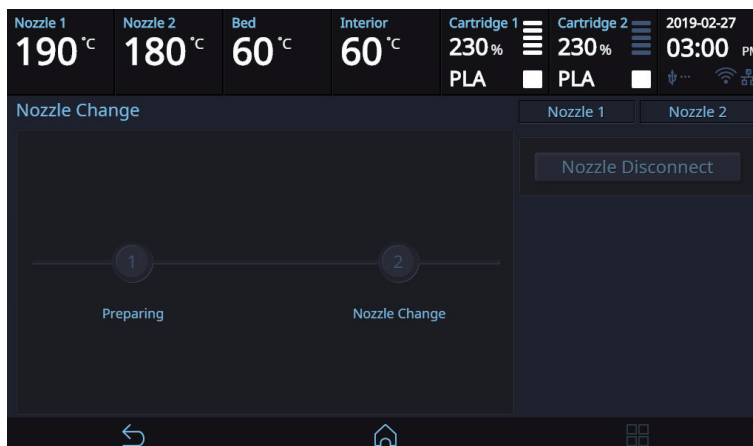 Nozzle 1
190°C
Nozzle 2
180°C
Bed
60°C
Interior
60°C
Cartridge 1
230 %
PLA
Cartridge 2
230 %
PLA
2019-02-27
03:00 PM
Nozzle Change
Nozzle 1
Nozzle 2
Nozzle Disconnect
1
2
Preparing
Nozzle Change